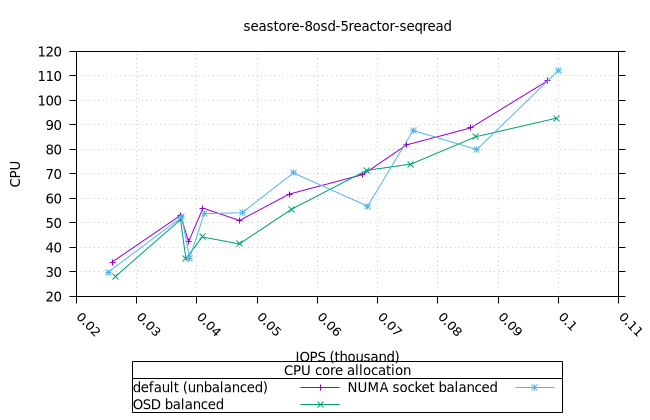 seastore-8osd-5reactor-seqread
120
110
100
90
80
70
60
50
40
30
20
CPU
0.02 0.03 0.04 0.05 0.06 0.07 0.08 0.09 0.1 0.11
IOPS (thousand)
CPU core allocation
default (unbalanced) NUMA socket balanced
OSD balanced